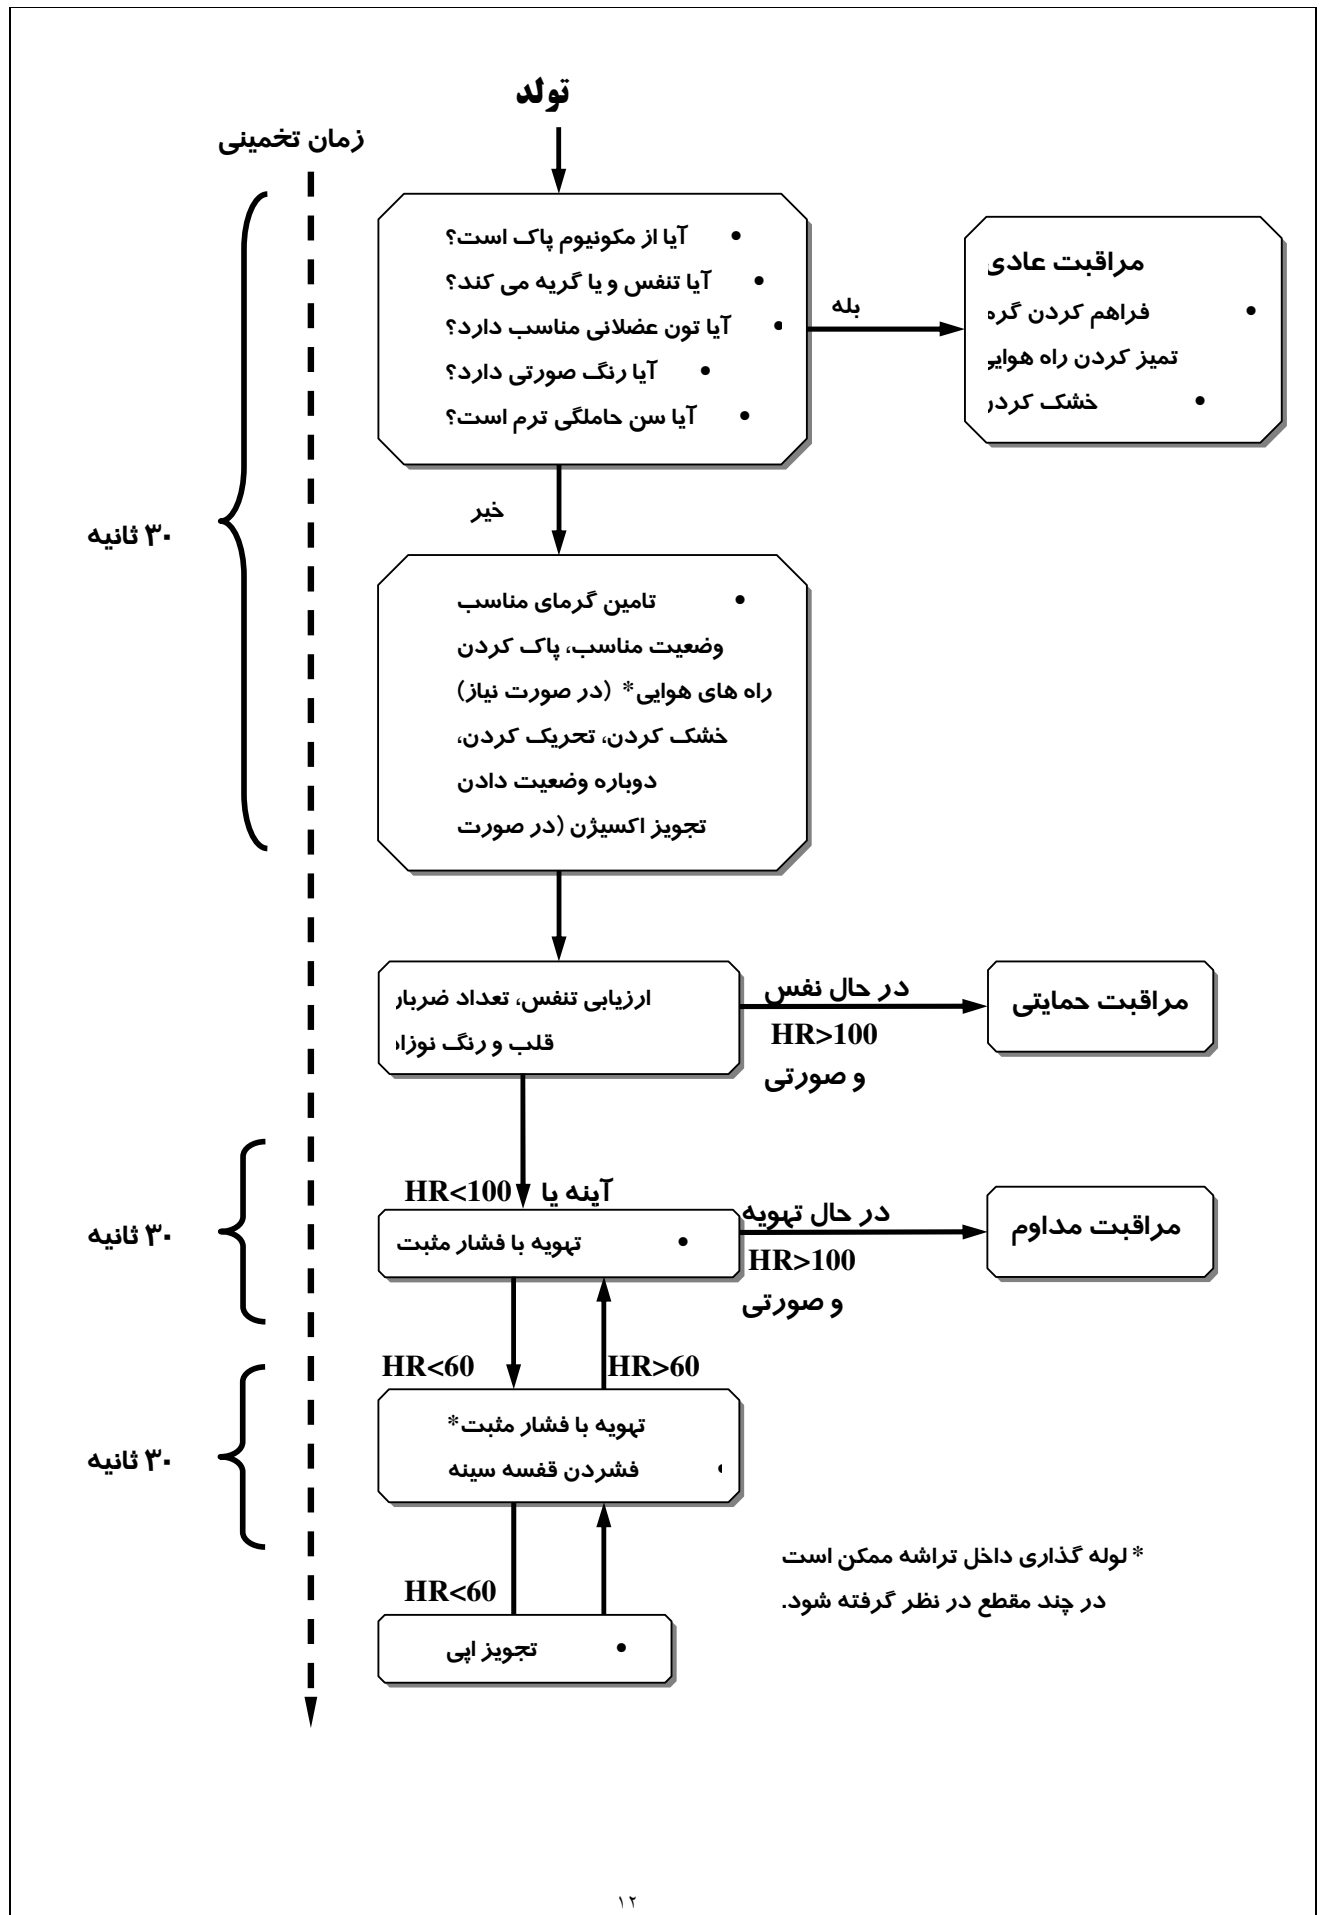 تولد
زمان تخمینی
• آیا از مکونیوم پاک است؟
• آیا تنفس و یا گریه می کند؟
• آیا تون عضلانی مناسب دارد؟
• آیا رنگ صورتی دارد؟
• آیا سن حاملگی ترم است؟
بله
مراقبت عادی
• فراهم کردن گره
تمیز کردن راه هوایی
• خشک کردن
خیر
۳۰ ثانیه
• تامین گرمای مناسب
وضعیت مناسب، پاک کردن
راه های هوایی* (در صورت نیاز)
خشک کردن، تحریک کردن،
دوباره وضعیت دادن
تجویز اکسیژن (در صورت
ارزیابی تنفس، تعداد ضربان
قلب و رنگ نوزاد
در حال نفس
HR>100
و صورتی
مراقبت حمایتی
آپنه یا HR<100
۳۰ ثانیه
• تهویه با فشار مثبت
در حال تهویه
HR>100
و صورتی
مراقبت مداوم
HR<60
HR>60
۳۰ ثانیه
تهویه با فشار مثبت*
• فشردن قفسه سینه
HR<60
• تجویز اپی
* لوله گذاری داخل تراشه ممکن است
در چند مقطع در نظر گرفته شود.
۱۲